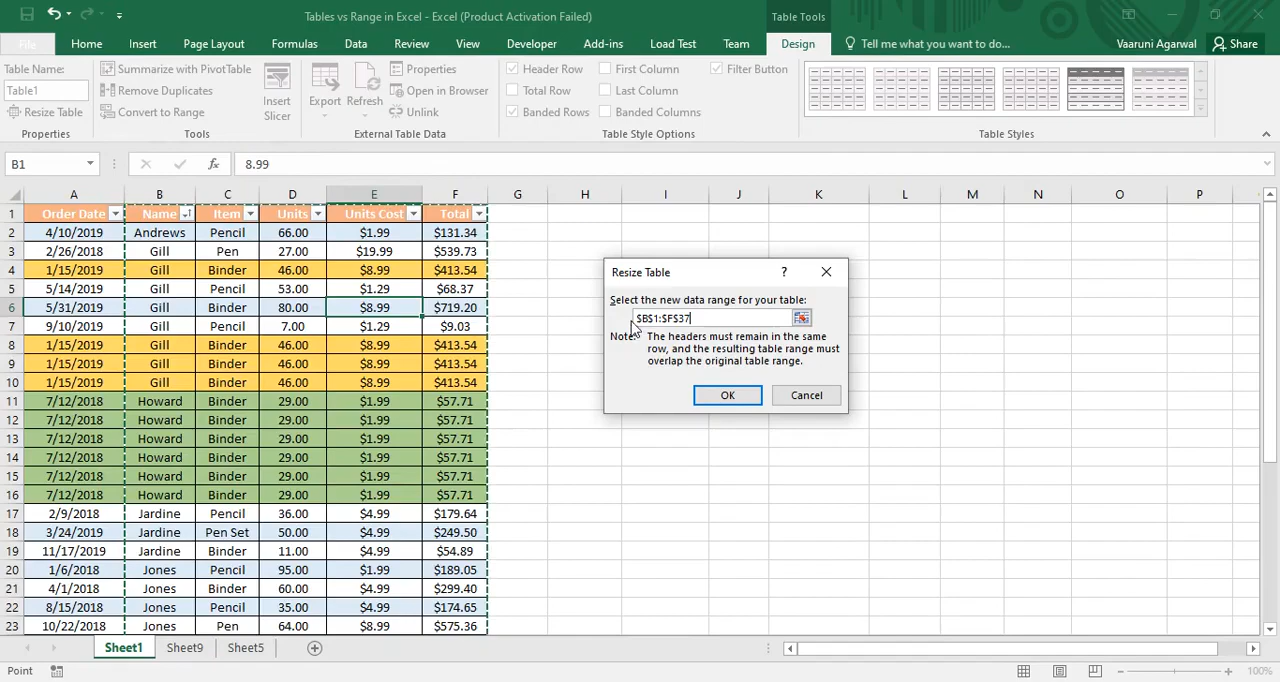 Tables vs Range in Excel - Excel (Product Activation Failed)
Table Tools
File Home Insert Page Layout Formulas Data Review View Developer Add-ins Load Test Team Design Tell me what you want to do... Vaaruni Agarwal Share
Table Name:
Table1
Resize Table
Properties
Summarize with PivotTable
Remove Duplicates
Convert to Range
Tools
Insert
Slicer
Export
Refresh
Properties
Open in Browser
Unlink
External Table Data
Header Row First Column Filter Button
Total Row Last Column
Banded Rows Banded Columns
Table Style Options
Table Styles
B1 fx 8.99
A B C D E F G H I J K L M N O P
1 Order Date Name Item Units Units Cost Total
2 4/10/2019 Andrews Pencil 66.00 $1.99 $131.34
3 2/26/2018 Gill Pen 27.00 $19.99 $539.73
4 1/15/2019 Gill Binder 46.00 $8.99 $413.54
5 5/14/2019 Gill Pencil 53.00 $1.29 $68.37
6 5/31/2019 Gill Binder 80.00 $8.99 $719.20
7 9/10/2019 Gill Pencil 7.00 $1.29 $9.03
8 1/15/2019 Gill Binder 46.00 $8.99 $413.54
9 1/15/2019 Gill Binder 46.00 $8.99 $413.54
10 1/15/2019 Gill Binder 46.00 $8.99 $413.54
11 7/12/2018 Howard Binder 29.00 $1.99 $57.71
12 7/12/2018 Howard Binder 29.00 $1.99 $57.71
13 7/12/2018 Howard Binder 29.00 $1.99 $57.71
14 7/12/2018 Howard Binder 29.00 $1.99 $57.71
15 7/12/2018 Howard Binder 29.00 $1.99 $57.71
16 7/12/2018 Howard Binder 29.00 $1.99 $57.71
17 2/9/2018 Jardine Pencil 36.00 $4.99 $179.64
18 3/24/2019 Jardine Pen Set 50.00 $4.99 $249.50
19 11/17/2019 Jardine Binder 11.00 $4.99 $54.89
20 1/6/2018 Jones Pencil 95.00 $1.99 $189.05
21 4/1/2018 Jones Binder 60.00 $4.99 $299.40
22 8/15/2018 Jones Pencil 35.00 $4.99 $174.65
23 10/22/2018 Jones Pen 64.00 $8.99 $575.36
Resize Table ?
Select the new data range for your table:
$B$1:$F$37
Note: The headers must remain in the same
row, and the resulting table range must
overlap the original table range.
OK Cancel
Sheet1 Sheet9 Sheet5
Point 100%